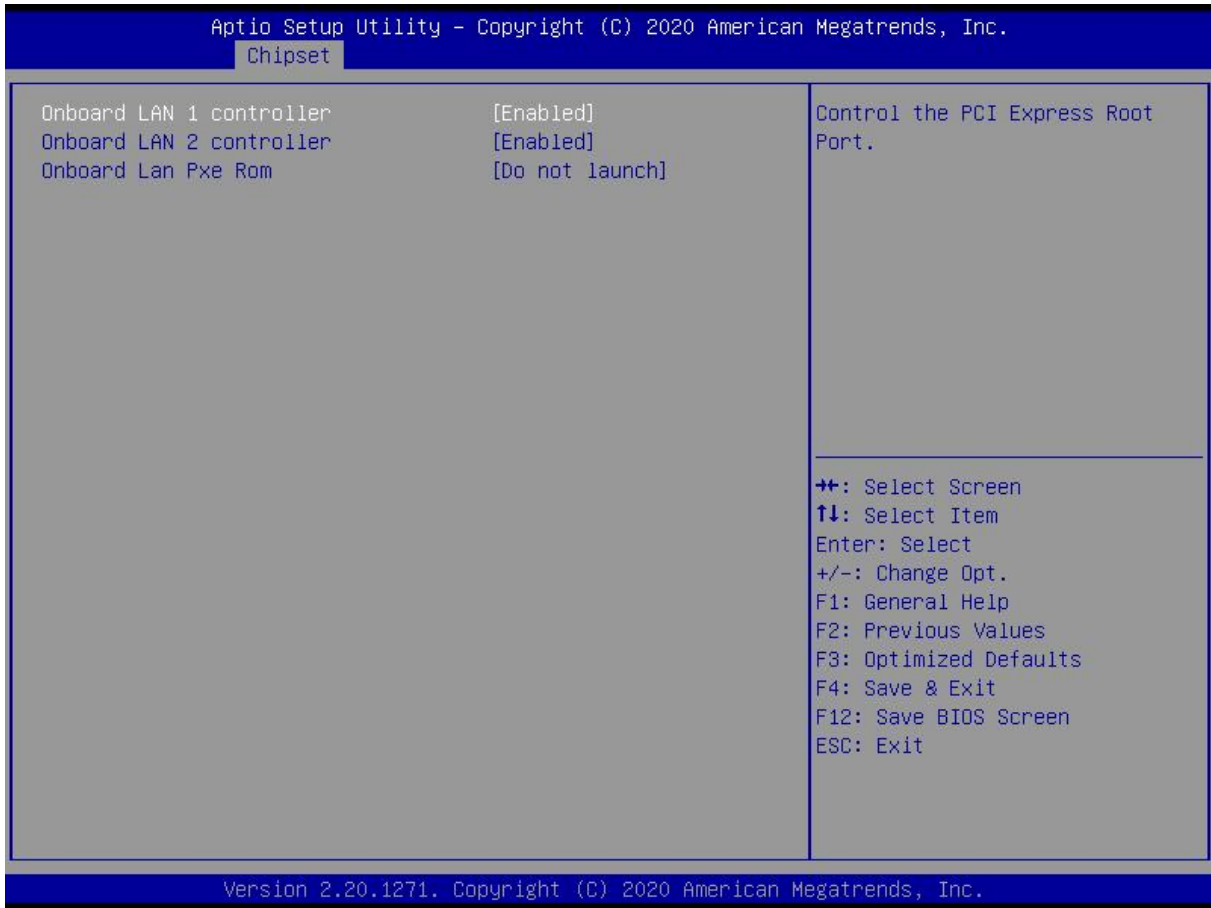 Aptio Setup Utility – Copyright (C) 2020 American Megatrends, Inc.
Chipset
Onboard LAN 1 controller [Enabled]
Onboard LAN 2 controller [Enabled]
Onboard Lan Pxe Rom [Do not launch]
Control the PCI Express Root
Port.
→←: Select Screen
↑↓: Select Item
Enter: Select
+/-: Change Opt.
F1: General Help
F2: Previous Values
F3: Optimized Defaults
F4: Save & Exit
F12: Save BIOS Screen
ESC: Exit
Version 2.20.1271. Copyright (C) 2020 American Megatrends, Inc.